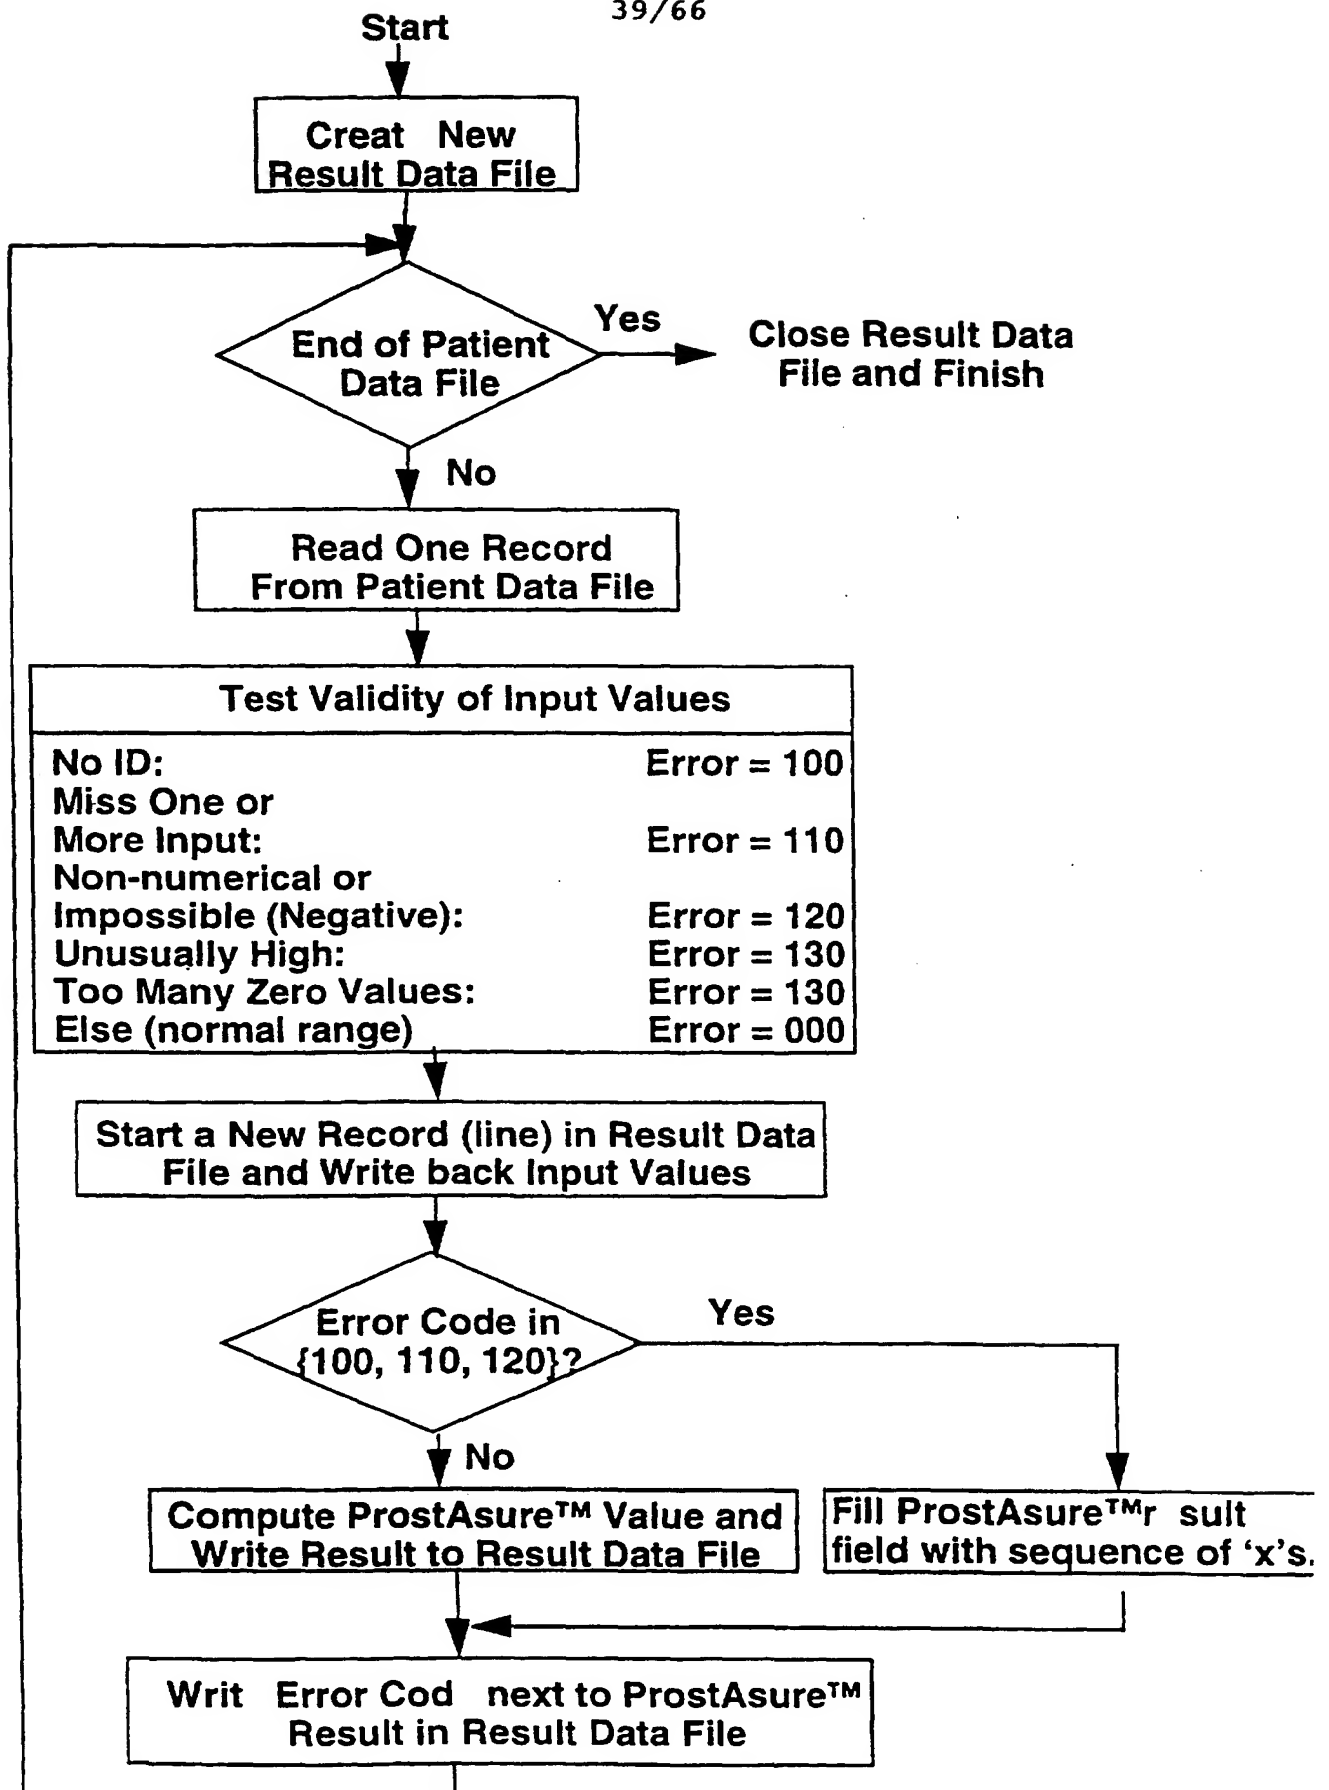 39/66
Start
Creat New
Result Data File
End of Patient
Data File
Yes
Close Result Data
File and Finish
No
Read One Record
From Patient Data File
Test Validity of Input Values
No ID: Error = 100
Miss One or
More Input: Error = 110
Non-numerical or
Impossible (Negative): Error = 120
Unusually High: Error = 130
Too Many Zero Values: Error = 130
Else (normal range) Error = 000
Start a New Record (line) in Result Data
File and Write back Input Values
Error Code in
{100, 110, 120}?
Yes
No
Compute ProstAsure™ Value and
Write Result to Result Data File
Fill ProstAsure™r sult
field with sequence of ‘x’s.
Writ Error Cod next to ProstAsure™
Result in Result Data File